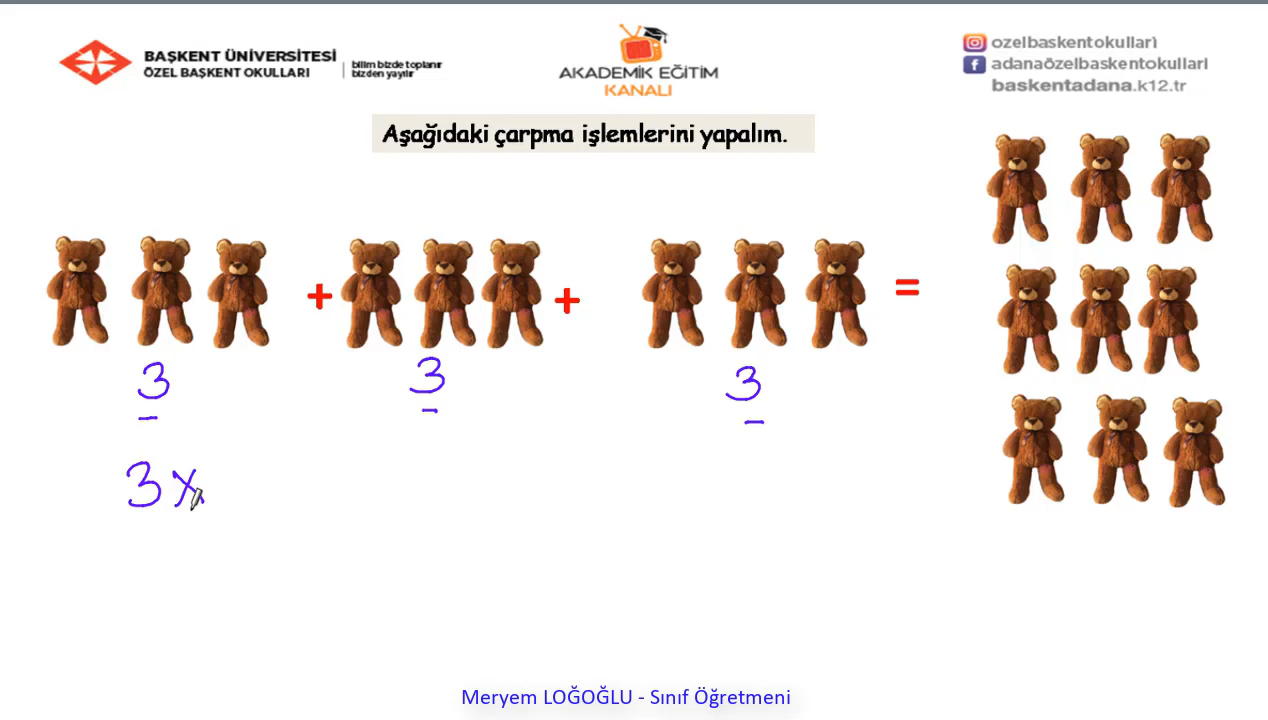 BAŞKENT ÜNİVERSİTESİ
ÖZEL BAŞKENT OKULLARI
bilim bizde toplanır
bizden yayılır
AKADEMİK EĞİTİM
KANALI
ozelbaskentokullari
adanaözelbaskentokullari
baskentadana.k12.tr
Aşağıdaki çarpma işlemlerini yapalım.
+ + =
3 3 3
- - -
3 x
Meryem LOĞOĞLU - Sınıf Öğretmeni